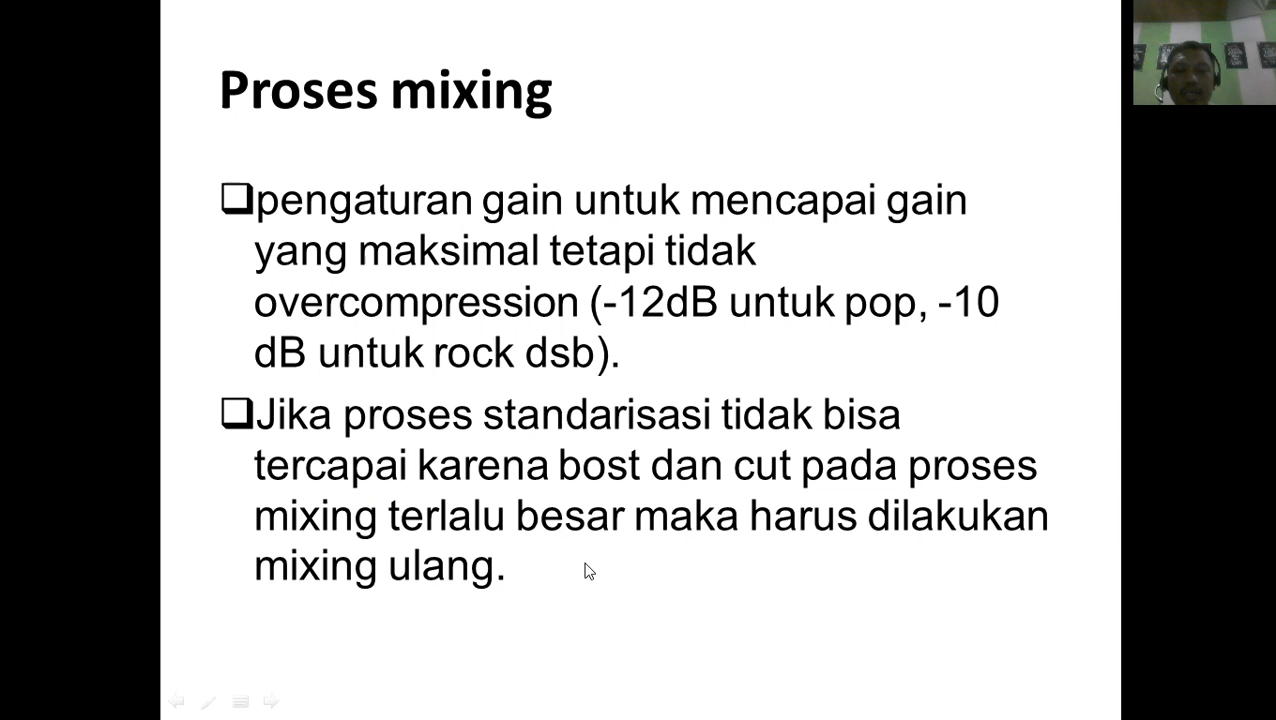 Proses mixing
pengaturan gain untuk mencapai gain
yang maksimal tetapi tidak
overcompression (-12dB untuk pop, -10
dB untuk rock dsb).
Jika proses standarisasi tidak bisa
tercapai karena bost dan cut pada proses
mixing terlalu besar maka harus dilakukan
mixing ulang.